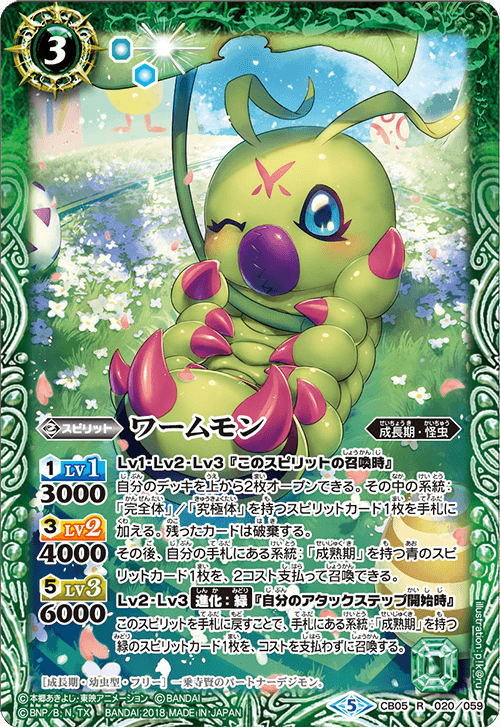 3
スピリット ワームモン 成長期・怪虫
せいちょうき かいちゅう
1 LV1 3000
3 LV2 4000
5 LV3 6000
Lv1・Lv2・Lv3『このスピリットの召喚時』
自分のデッキを上から2枚オープンできる。その中の系統：
「完全体」/「究極体」を持つスピリットカード1枚を手札に
加える。残ったカードは破棄する。
その後、自分の手札にある系統：「成熟期」を持つ青のスピ
リットカード1枚を、2コスト支払って召喚できる。
Lv2・Lv3 進化：緑『自分のアタックステップ開始時』
このスピリットを手札に戻すことで、手札にある系統：「成熟期」を持つ
緑のスピリットカード1枚を、コストを支払わずに召喚する。
［成長期・幼虫型・フリー］一乗寺賢のパートナーデジモン。
©本郷あきよし・東映アニメーション ©BANDAI
©BNP/B, N, TX BANDAI 2018 MADE IN JAPAN
5 CB05 R 020/059